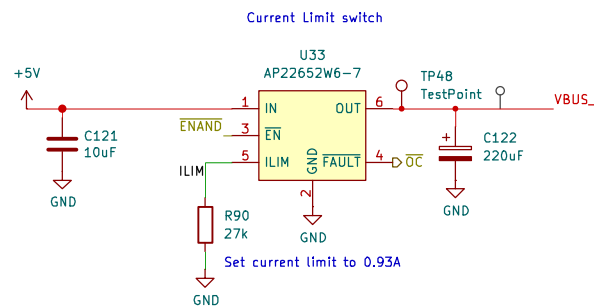 Current Limit switch
U33
AP22652W6-7
+5V
TP48
TestPoint
1 IN OUT 6
VBUS_
ENAND
3 EN
C121
10uF
C122
220uF
5 ILIM GND FAULT 4 OC
ILIM
2
GND
GND
R90
27k
GND
Set current limit to 0.93A
GND